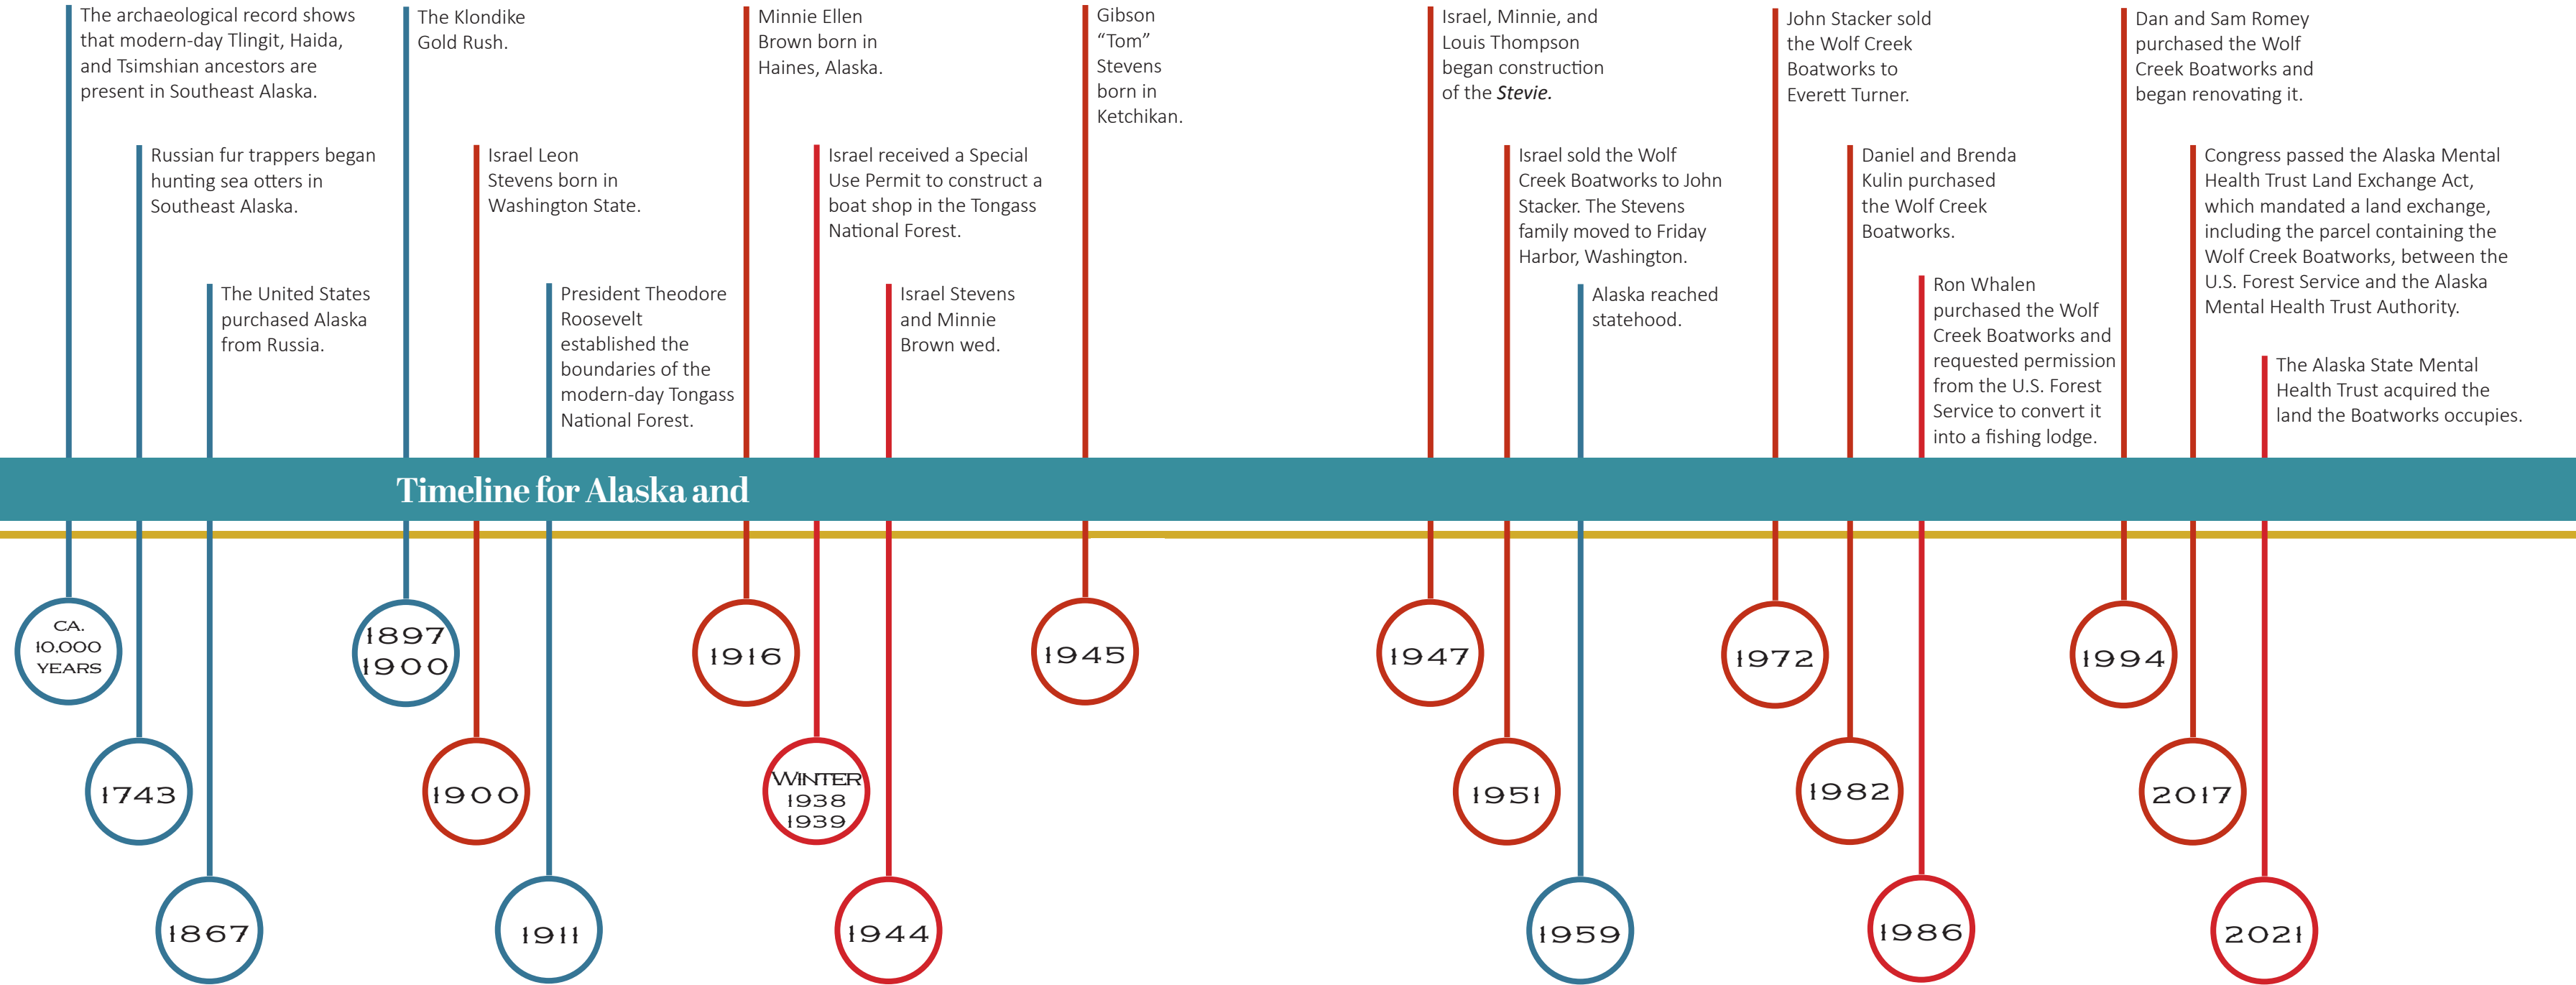 The archaeological record shows
that modern-day Tlingit, Haida,
and Tsimshian ancestors are
present in Southeast Alaska.
Russian fur trappers began
hunting sea otters in
Southeast Alaska.
The United States
purchased Alaska
from Russia.
The Klondike
Gold Rush.
Israel Leon
Stevens born in
Washington State.
President Theodore
Roosevelt
established the
boundaries of the
modern-day Tongass
National Forest.
Minnie Ellen
Brown born in
Haines, Alaska.
Israel received a Special
Use Permit to construct a
boat shop in the Tongass
National Forest.
Israel Stevens
and Minnie
Brown wed.
Gibson
“Tom”
Stevens
born in
Ketchikan.
Israel, Minnie, and
Louis Thompson
began construction
of the Stevie.
Israel sold the Wolf
Creek Boatworks to John
Stacker. The Stevens
family moved to Friday
Harbor, Washington.
Alaska reached
statehood.
John Stacker sold
the Wolf Creek
Boatworks to
Everett Turner.
Daniel and Brenda
Kulin purchased
the Wolf Creek
Boatworks.
Ron Whalen
purchased the Wolf
Creek Boatworks and
requested permission
from the U.S. Forest
Service to convert it
into a fishing lodge.
Dan and Sam Romey
purchased the Wolf
Creek Boatworks and
began renovating it.
Congress passed the Alaska Mental
Health Trust Land Exchange Act,
which mandated a land exchange,
including the parcel containing the
Wolf Creek Boatworks, between the
U.S. Forest Service and the Alaska
Mental Health Trust Authority.
The Alaska State Mental
Health Trust acquired the
land the Boatworks occupies.
Timeline for Alaska and
CA.
10,000
YEARS
1743
1867
1897
1900
1900
1911
1916
WINTER
1938
1939
1944
1945
1947
1951
1959
1972
1982
1986
1994
2017
2021